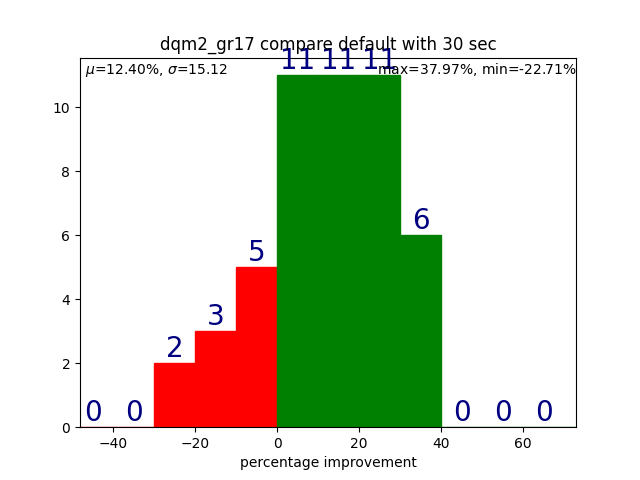 dqm2_gr17 compare default with 30 sec
μ=12.40%, σ=15.12
max=37.97%, min=-22.71%
11 11 11
6
5
3
2
0 0 0 0 0
10
8
6
4
2
0
−40 −20 0 20 40 60
percentage improvement